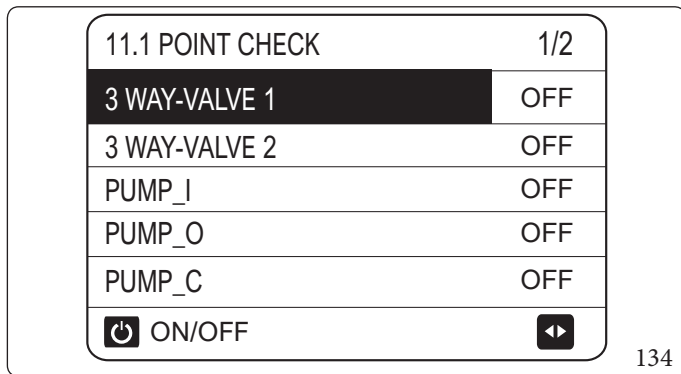 11.1 POINT CHECK 1/2
3 WAY-VALVE 1 OFF
3 WAY-VALVE 2 OFF
PUMP_I OFF
PUMP_O OFF
PUMP_C OFF
ON/OFF
134